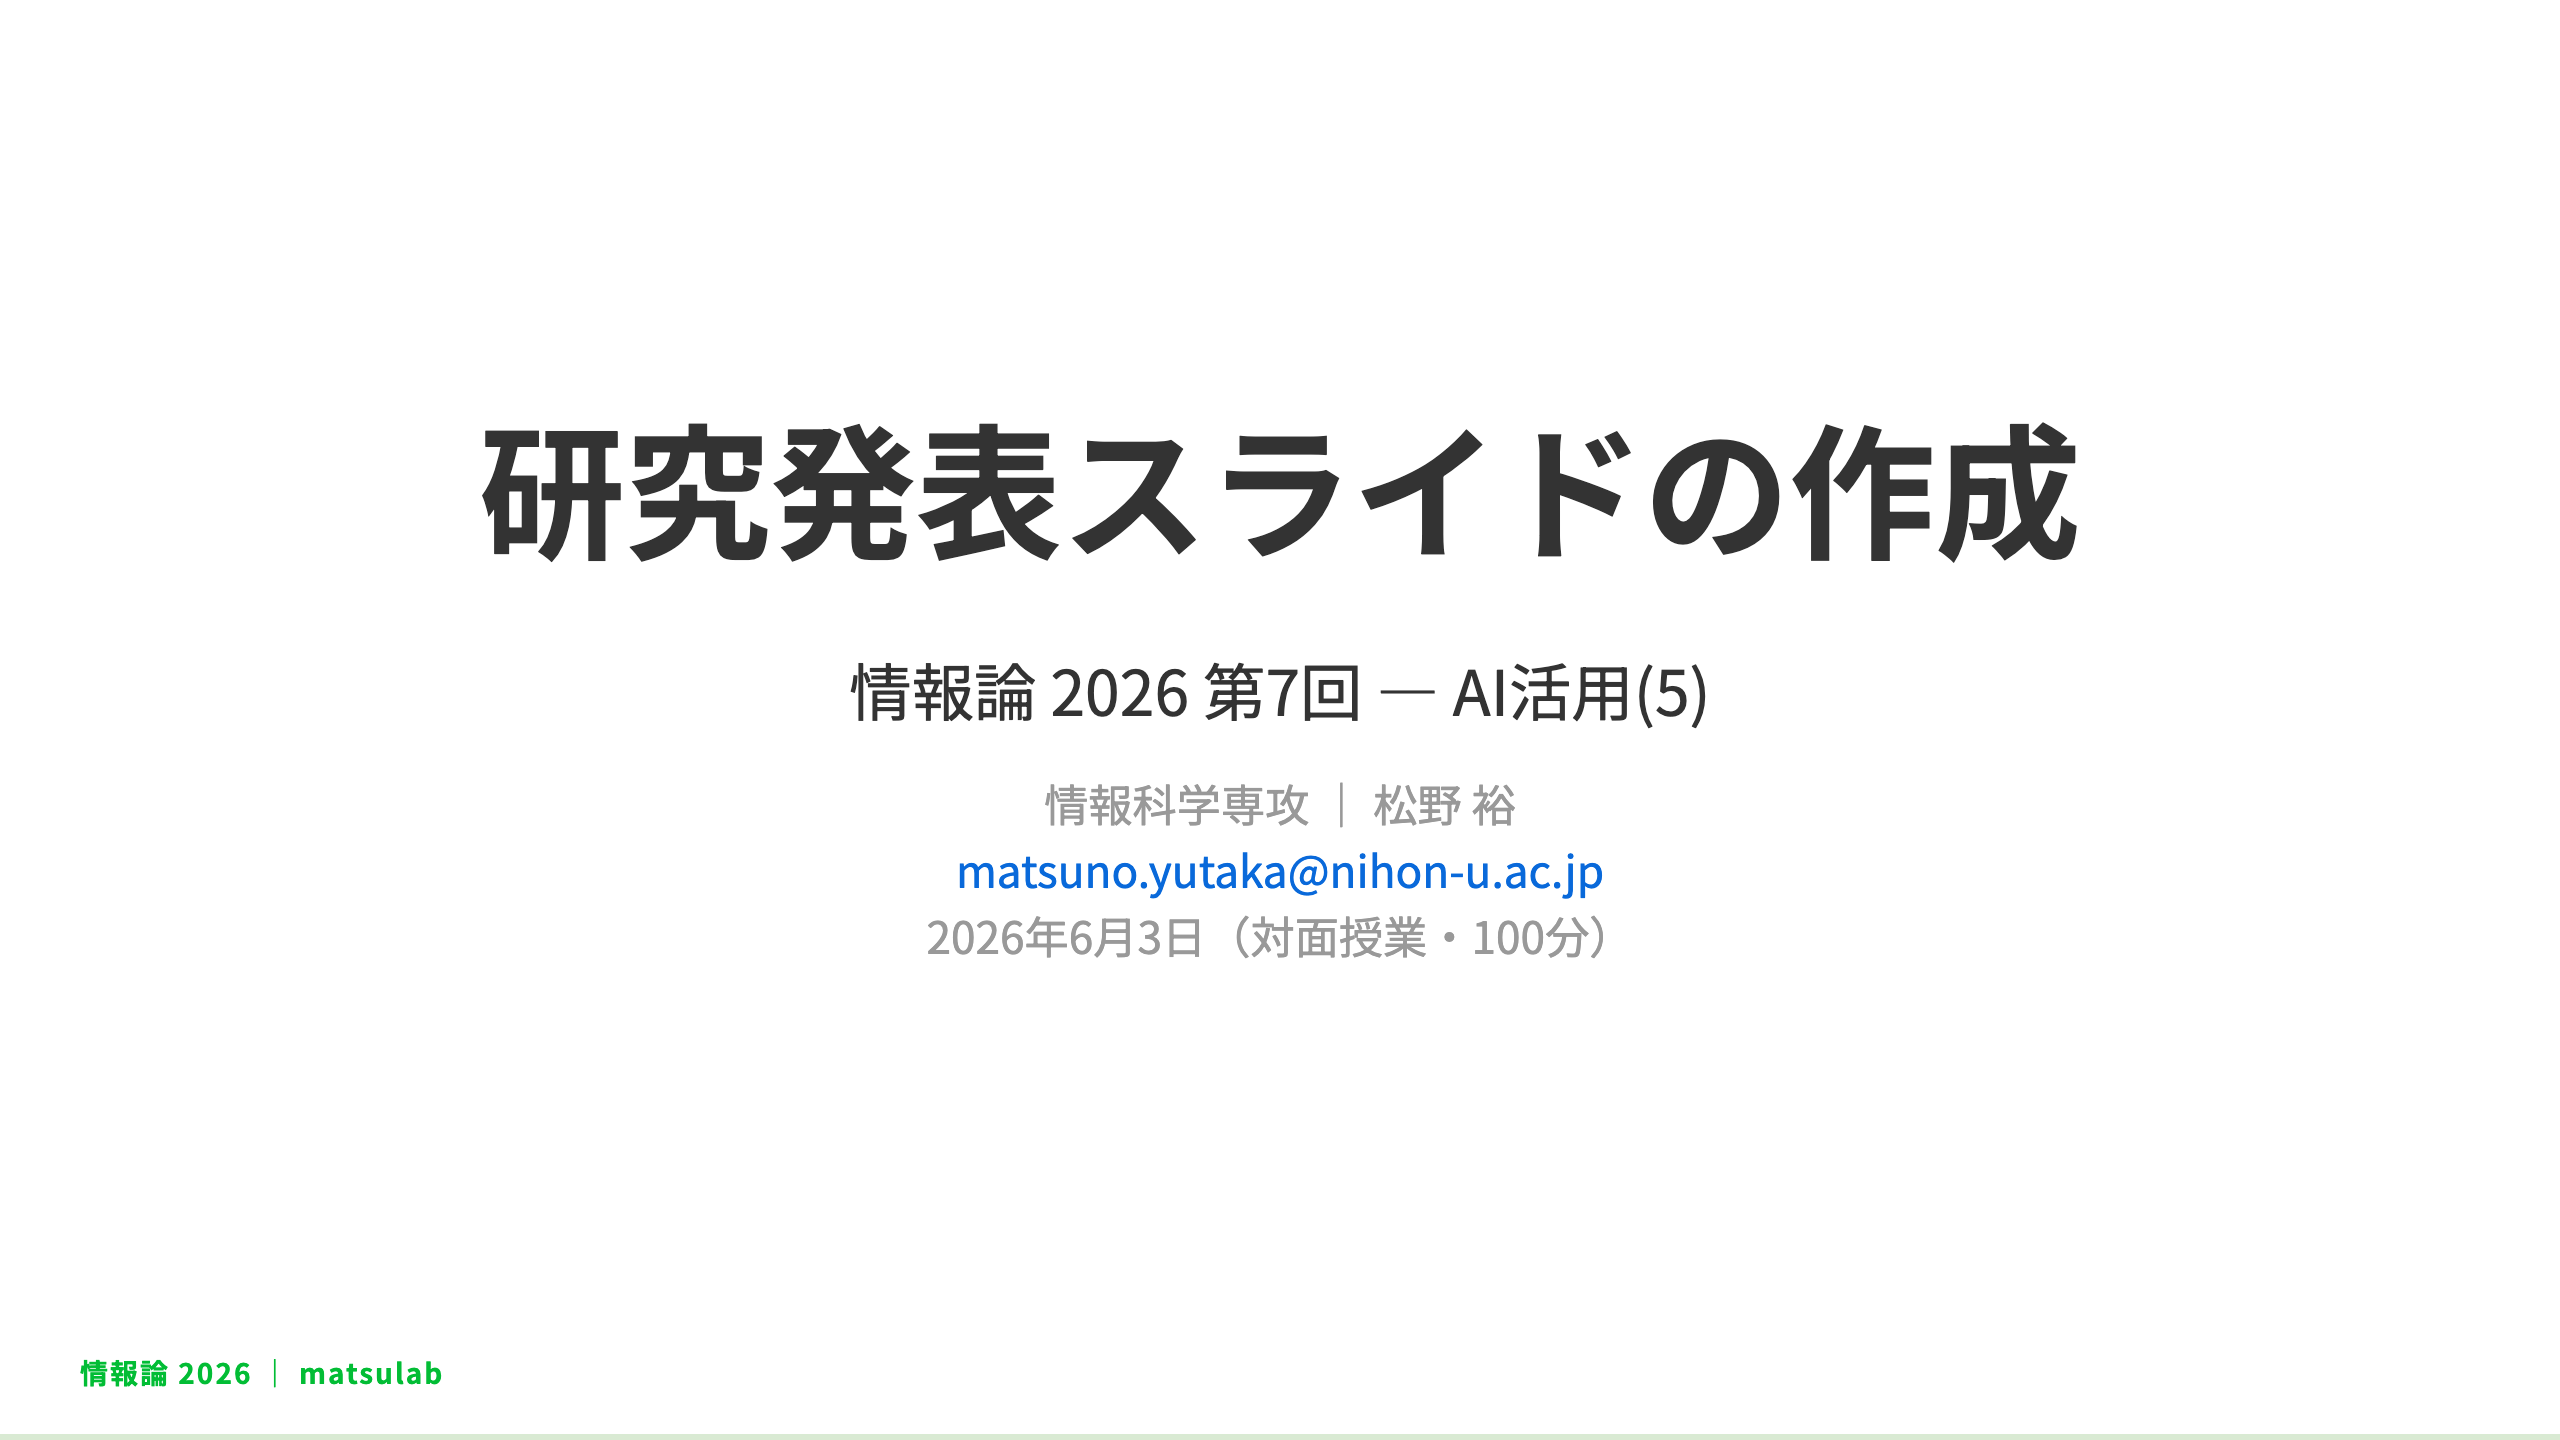 研究発表スライドの作成
情報論 2026 第7回 — AI活用(5)
情報科学専攻 ｜ 松野 裕
matsuno.yutaka@nihon-u.ac.jp
2026年6月3日（対面授業・100分）
情報論 2026 ｜ matsulab